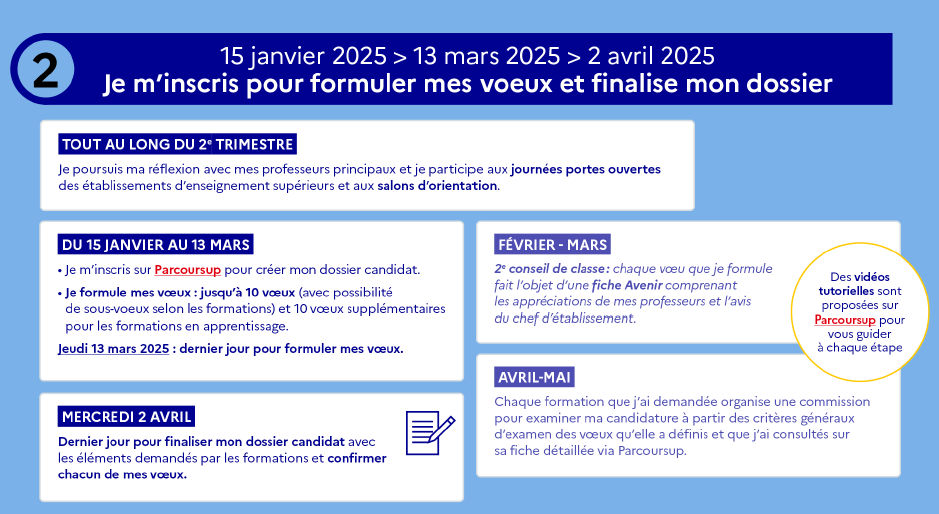 2
15 janvier 2025 > 13 mars 2025 > 2 avril 2025
Je m’inscris pour formuler mes voeux et finalise mon dossier
TOUT AU LONG DU 2e TRIMESTRE
Je poursuis ma réflexion avec mes professeurs principaux et je participe aux journées portes ouvertes
des établissements d’enseignement supérieurs et aux salons d’orientation.
DU 15 JANVIER AU 13 MARS
• Je m’inscris sur Parcoursup pour créer mon dossier candidat.
• Je formule mes vœux : jusqu’à 10 vœux (avec possibilité
de sous-voeux selon les formations) et 10 vœux supplémentaires
pour les formations en apprentissage.
Jeudi 13 mars 2025 : dernier jour pour formuler mes vœux.
MERCREDI 2 AVRIL
Dernier jour pour finaliser mon dossier candidat avec
les éléments demandés par les formations et confirmer
chacun de mes vœux.
FÉVRIER - MARS
2e conseil de classe : chaque vœu que je formule
fait l’objet d’une fiche Avenir comprenant
les appréciations de mes professeurs et l’avis
du chef d’établissement.
AVRIL-MAI
Chaque formation que j’ai demandée organise une commission
pour examiner ma candidature à partir des critères généraux
d’examen des vœux qu’elle a définis et que j’ai consultés sur
sa fiche détaillée via Parcoursup.
Des vidéos
tutorielles sont
proposées sur
Parcoursup pour
vous guider
à chaque étape